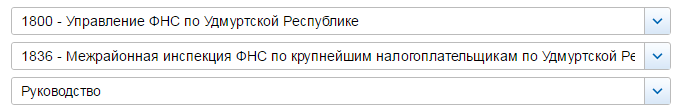 1800 - Управление ФНС по Удмуртской Республике
1836 - Межрайонная инспекция ФНС по крупнейшим налогоплательщикам по Удмуртской Ре
Руководство